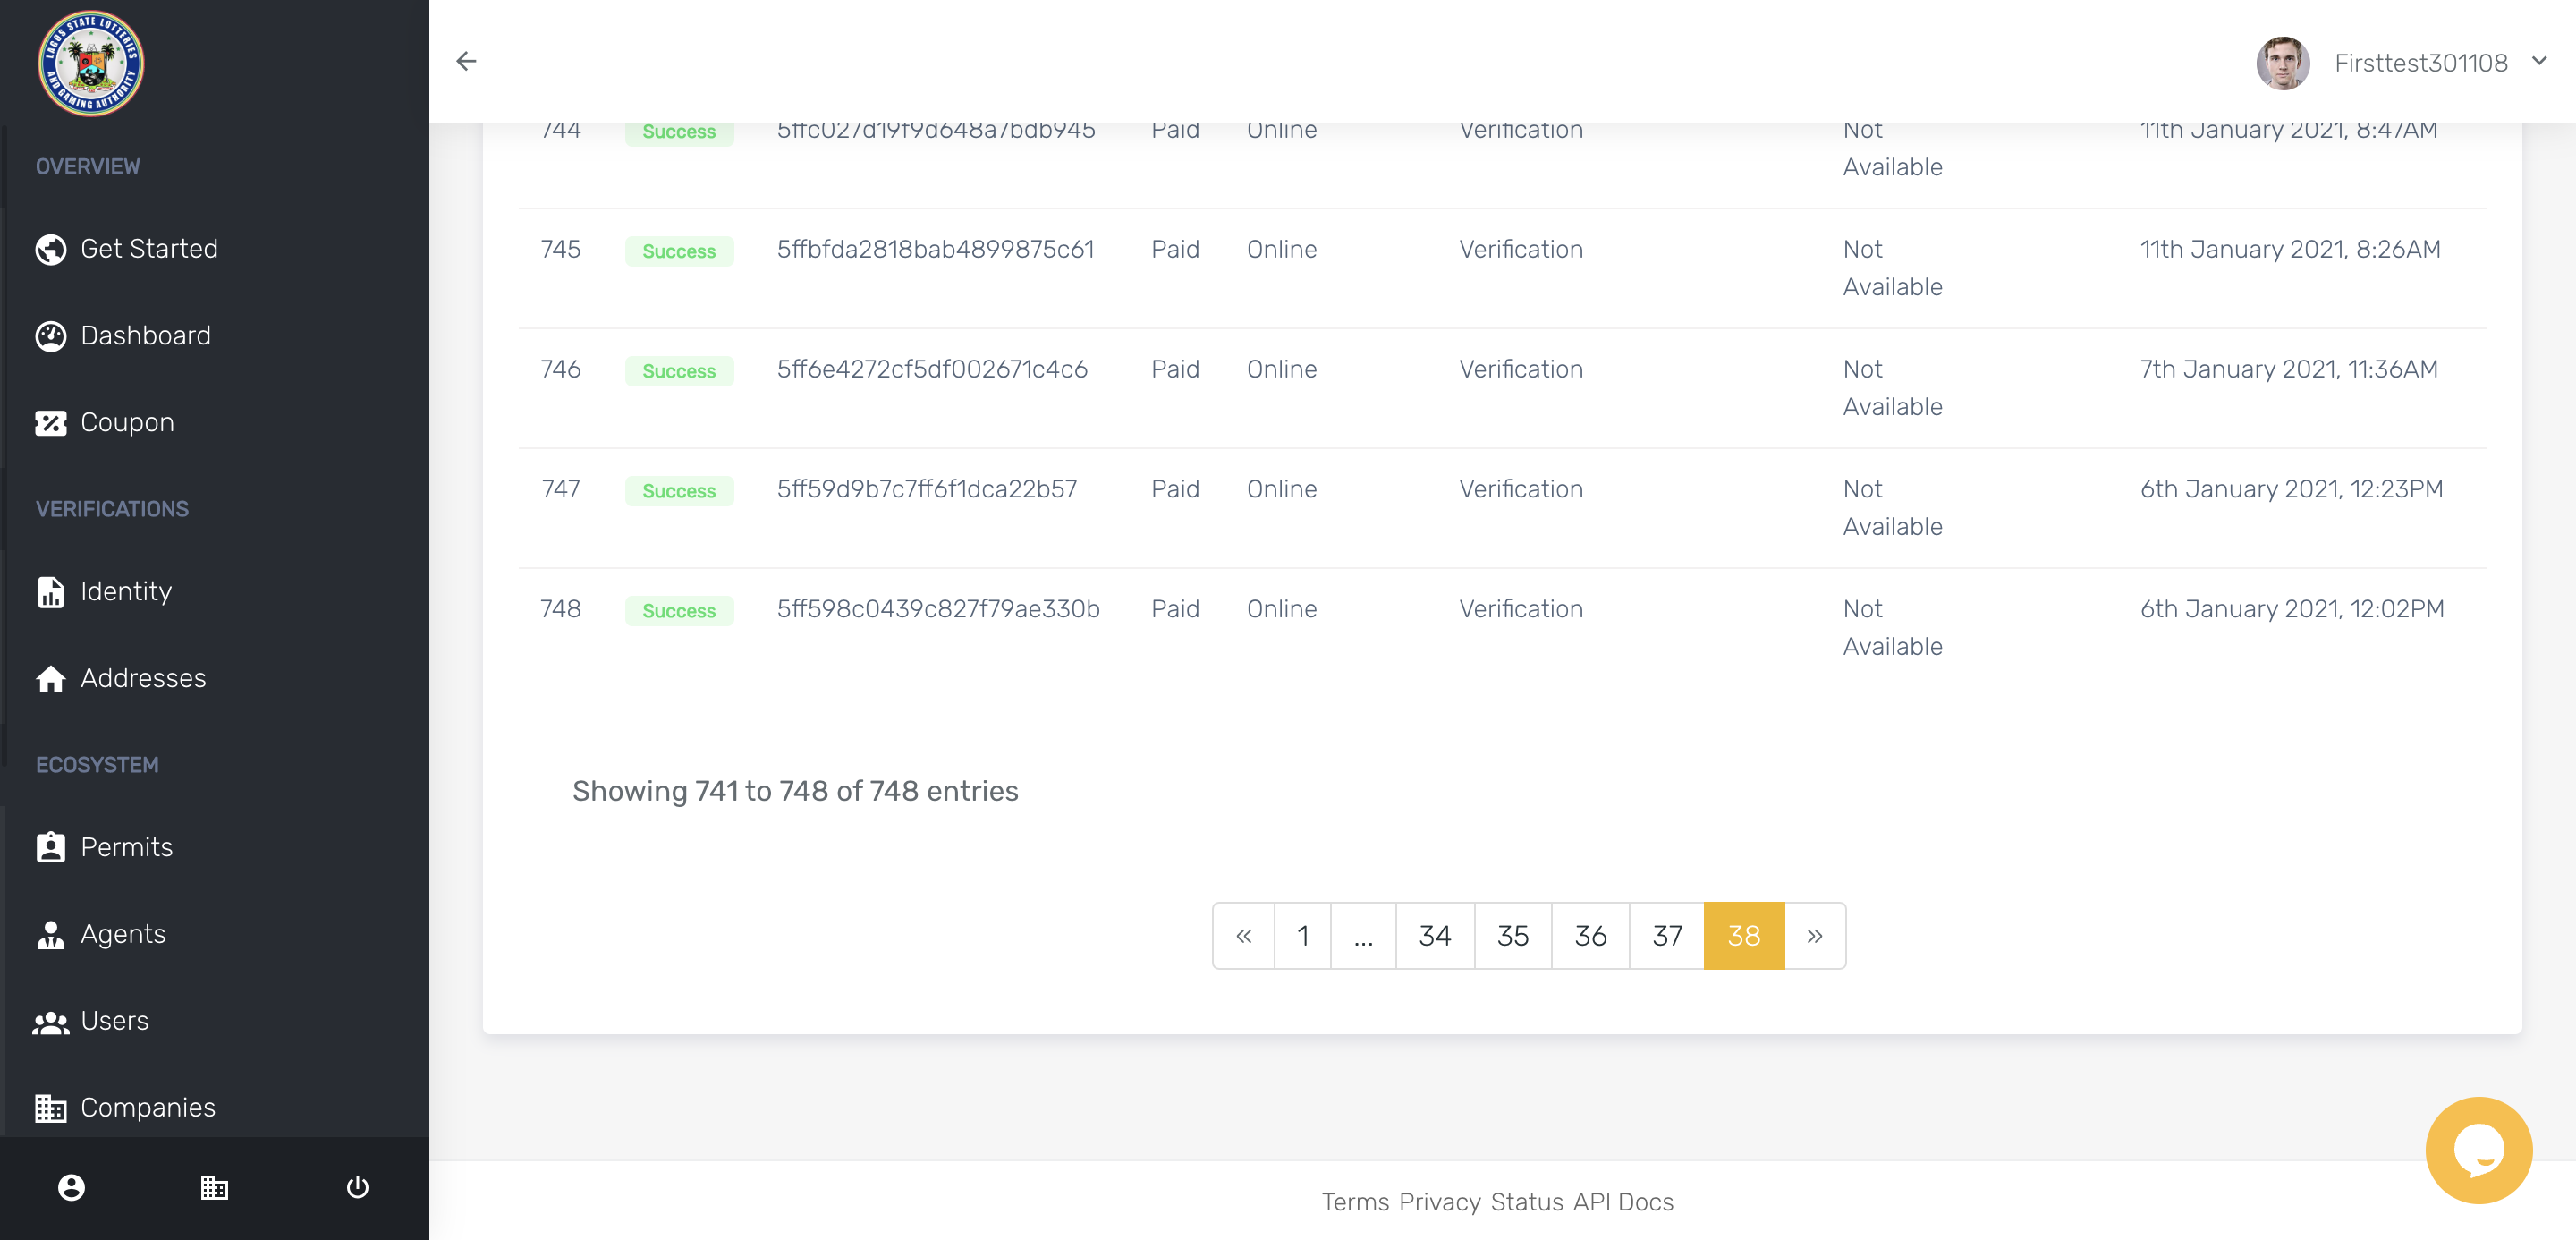 LAGOS STATE LOTTERIES
AND GAMING AUTHORITY
Firsttest301108
OVERVIEW
Get Started
Dashboard
Coupon
VERIFICATIONS
Identity
Addresses
ECOSYSTEM
Permits
Agents
Users
Companies
744 Success 5ffc027d19f9d648a7bdb945 Paid Online Verification Not 11th January 2021, 8:47AM
Available
745 Success 5ffbfda2818bab4899875c61 Paid Online Verification Not 11th January 2021, 8:26AM
Available
746 Success 5ff6e4272cf5df002671c4c6 Paid Online Verification Not 7th January 2021, 11:36AM
Available
747 Success 5ff59d9b7c7ff6f1dca22b57 Paid Online Verification Not 6th January 2021, 12:23PM
Available
748 Success 5ff598c0439c827f79ae330b Paid Online Verification Not 6th January 2021, 12:02PM
Available
Showing 741 to 748 of 748 entries
« 1 ... 34 35 36 37 38 »
Terms Privacy Status API Docs